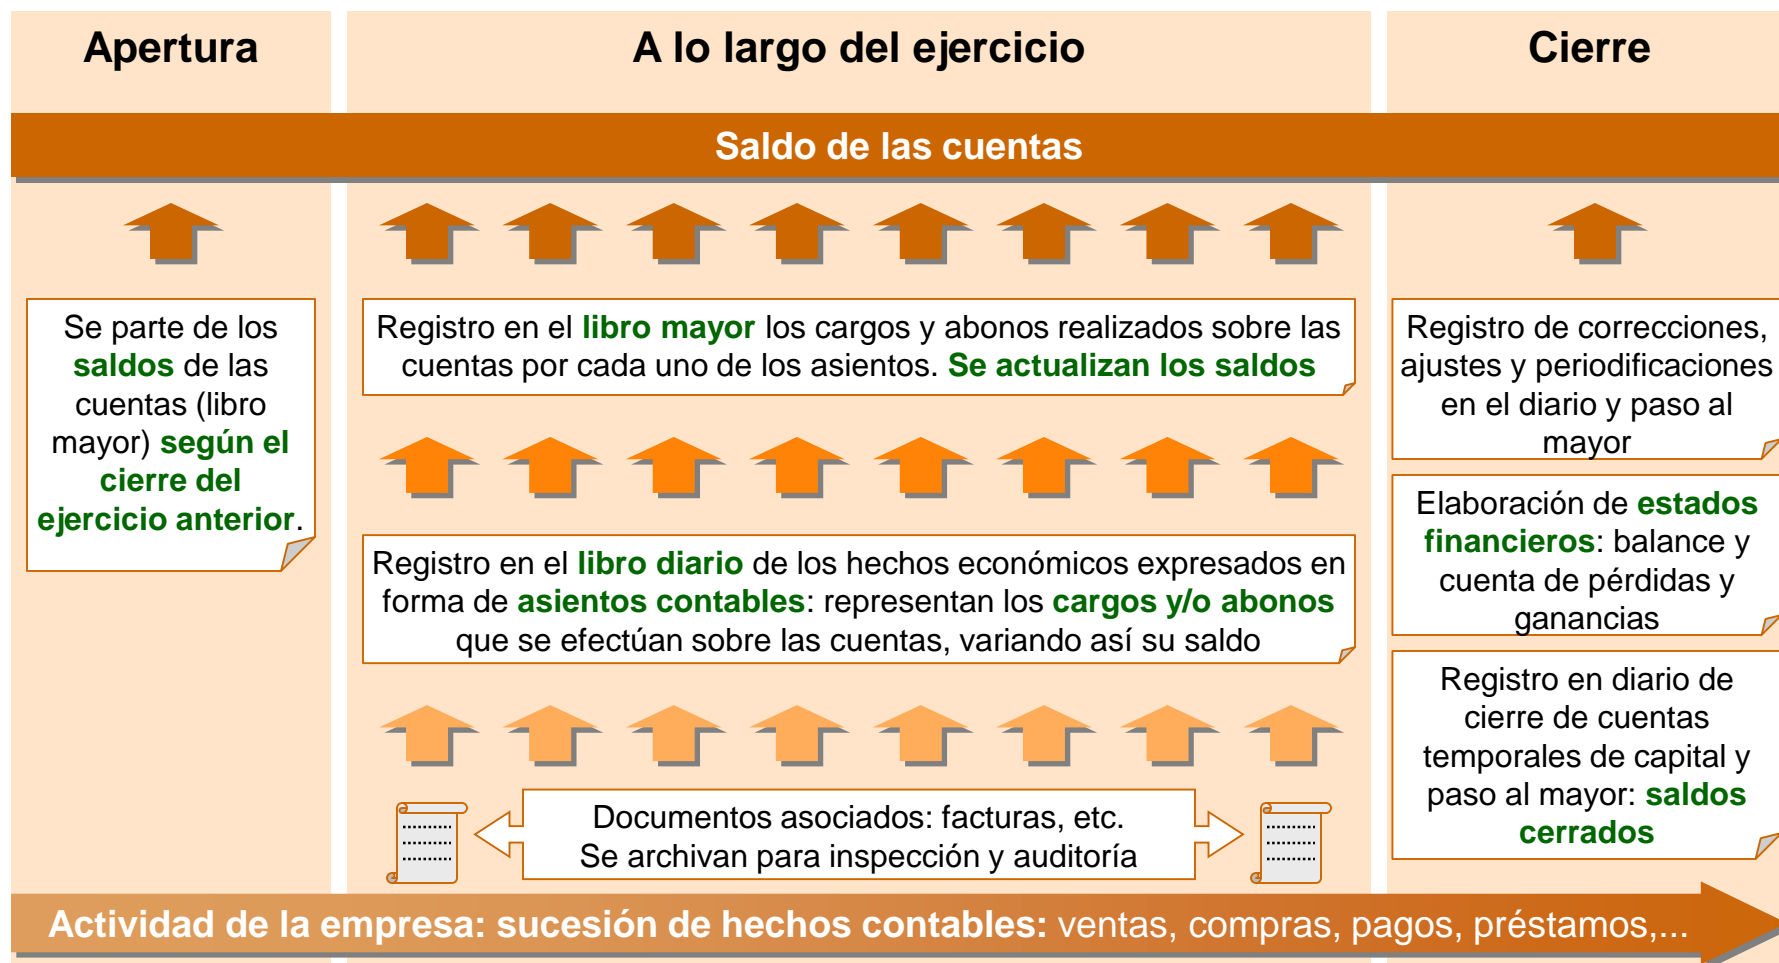 Apertura
A lo largo del ejercicio
Cierre
Saldo de las cuentas
Se parte de los
saldos de las
cuentas (libro
mayor) según el
cierre del
ejercicio anterior.
Registro en el libro mayor los cargos y abonos realizados sobre las
cuentas por cada uno de los asientos. Se actualizan los saldos
Registro en el libro diario de los hechos económicos expresados en
forma de asientos contables: representan los cargos y/o abonos
que se efectúan sobre las cuentas, variando así su saldo
Documentos asociados: facturas, etc.
Se archivan para inspección y auditoría
Registro de correcciones,
ajustes y periodificaciones
en el diario y paso al
mayor
Elaboración de estados
financieros: balance y
cuenta de pérdidas y
ganancias
Registro en diario de
cierre de cuentas
temporales de capital y
paso al mayor: saldos
cerrados
Actividad de la empresa: sucesión de hechos contables: ventas, compras, pagos, préstamos,...